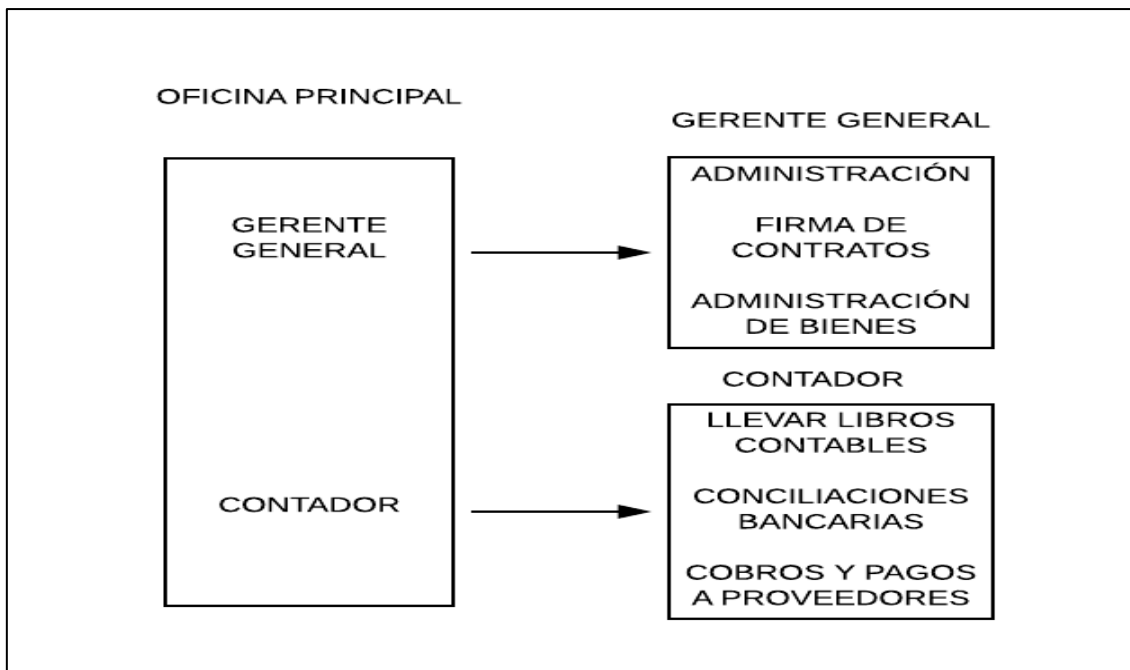 OFICINA PRINCIPAL
GERENTE
GENERAL
CONTADOR
GERENTE GENERAL
ADMINISTRACIÓN
FIRMA DE
CONTRATOS
ADMINISTRACIÓN
DE BIENES
CONTADOR
LLEVAR LIBROS
CONTABLES
CONCILIACIONES
BANCARIAS
COBROS Y PAGOS
A PROVEEDORES